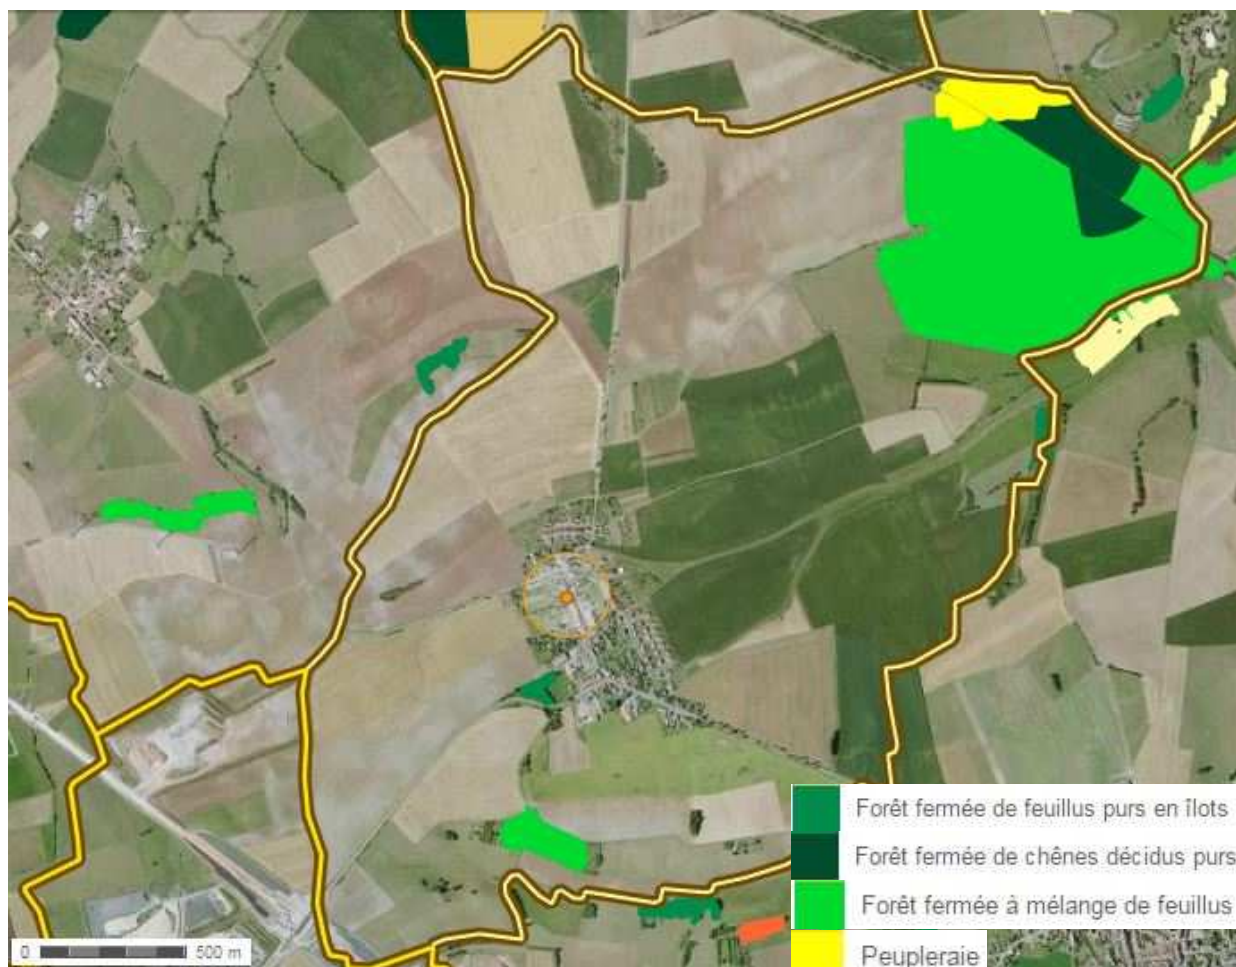 Forêt fermée de feuillus purs en îlots
Forêt fermée de chênes décidus purs
Forêt fermée à mélange de feuillus
Peupleraie
0 500 m